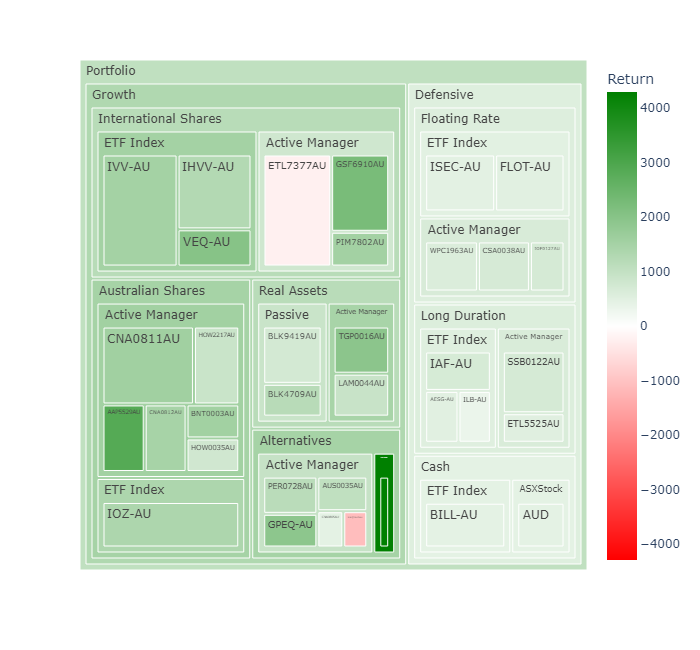 Portfolio
Growth
International Shares
ETF Index
IVV-AU
IHVV-AU
VEQ-AU
Active Manager
ETL7377AU
GSF6910AU
PIM7802AU
Australian Shares
Active Manager
CNA0811AU
HOW2217AU
AAP5529AU
CNA0812AU
BNT0003AU
HOW0035AU
ETF Index
IOZ-AU
Real Assets
Passive
BLK9419AU
BLK4709AU
Active Manager
TGP0016AU
LAM0044AU
Alternatives
Active Manager
PER0728AU
AUS0035AU
GPEQ-AU
Defensive
Floating Rate
ETF Index
ISEC-AU
FLOT-AU
Active Manager
WPC1963AU
CSA0038AU
Long Duration
ETF Index
IAF-AU
AESG-AU
ILB-AU
Active Manager
SSB0122AU
ETL5525AU
Cash
ETF Index
BILL-AU
ASXStock
AUD
Return
4000
3000
2000
1000
0
−1000
−2000
−3000
−4000